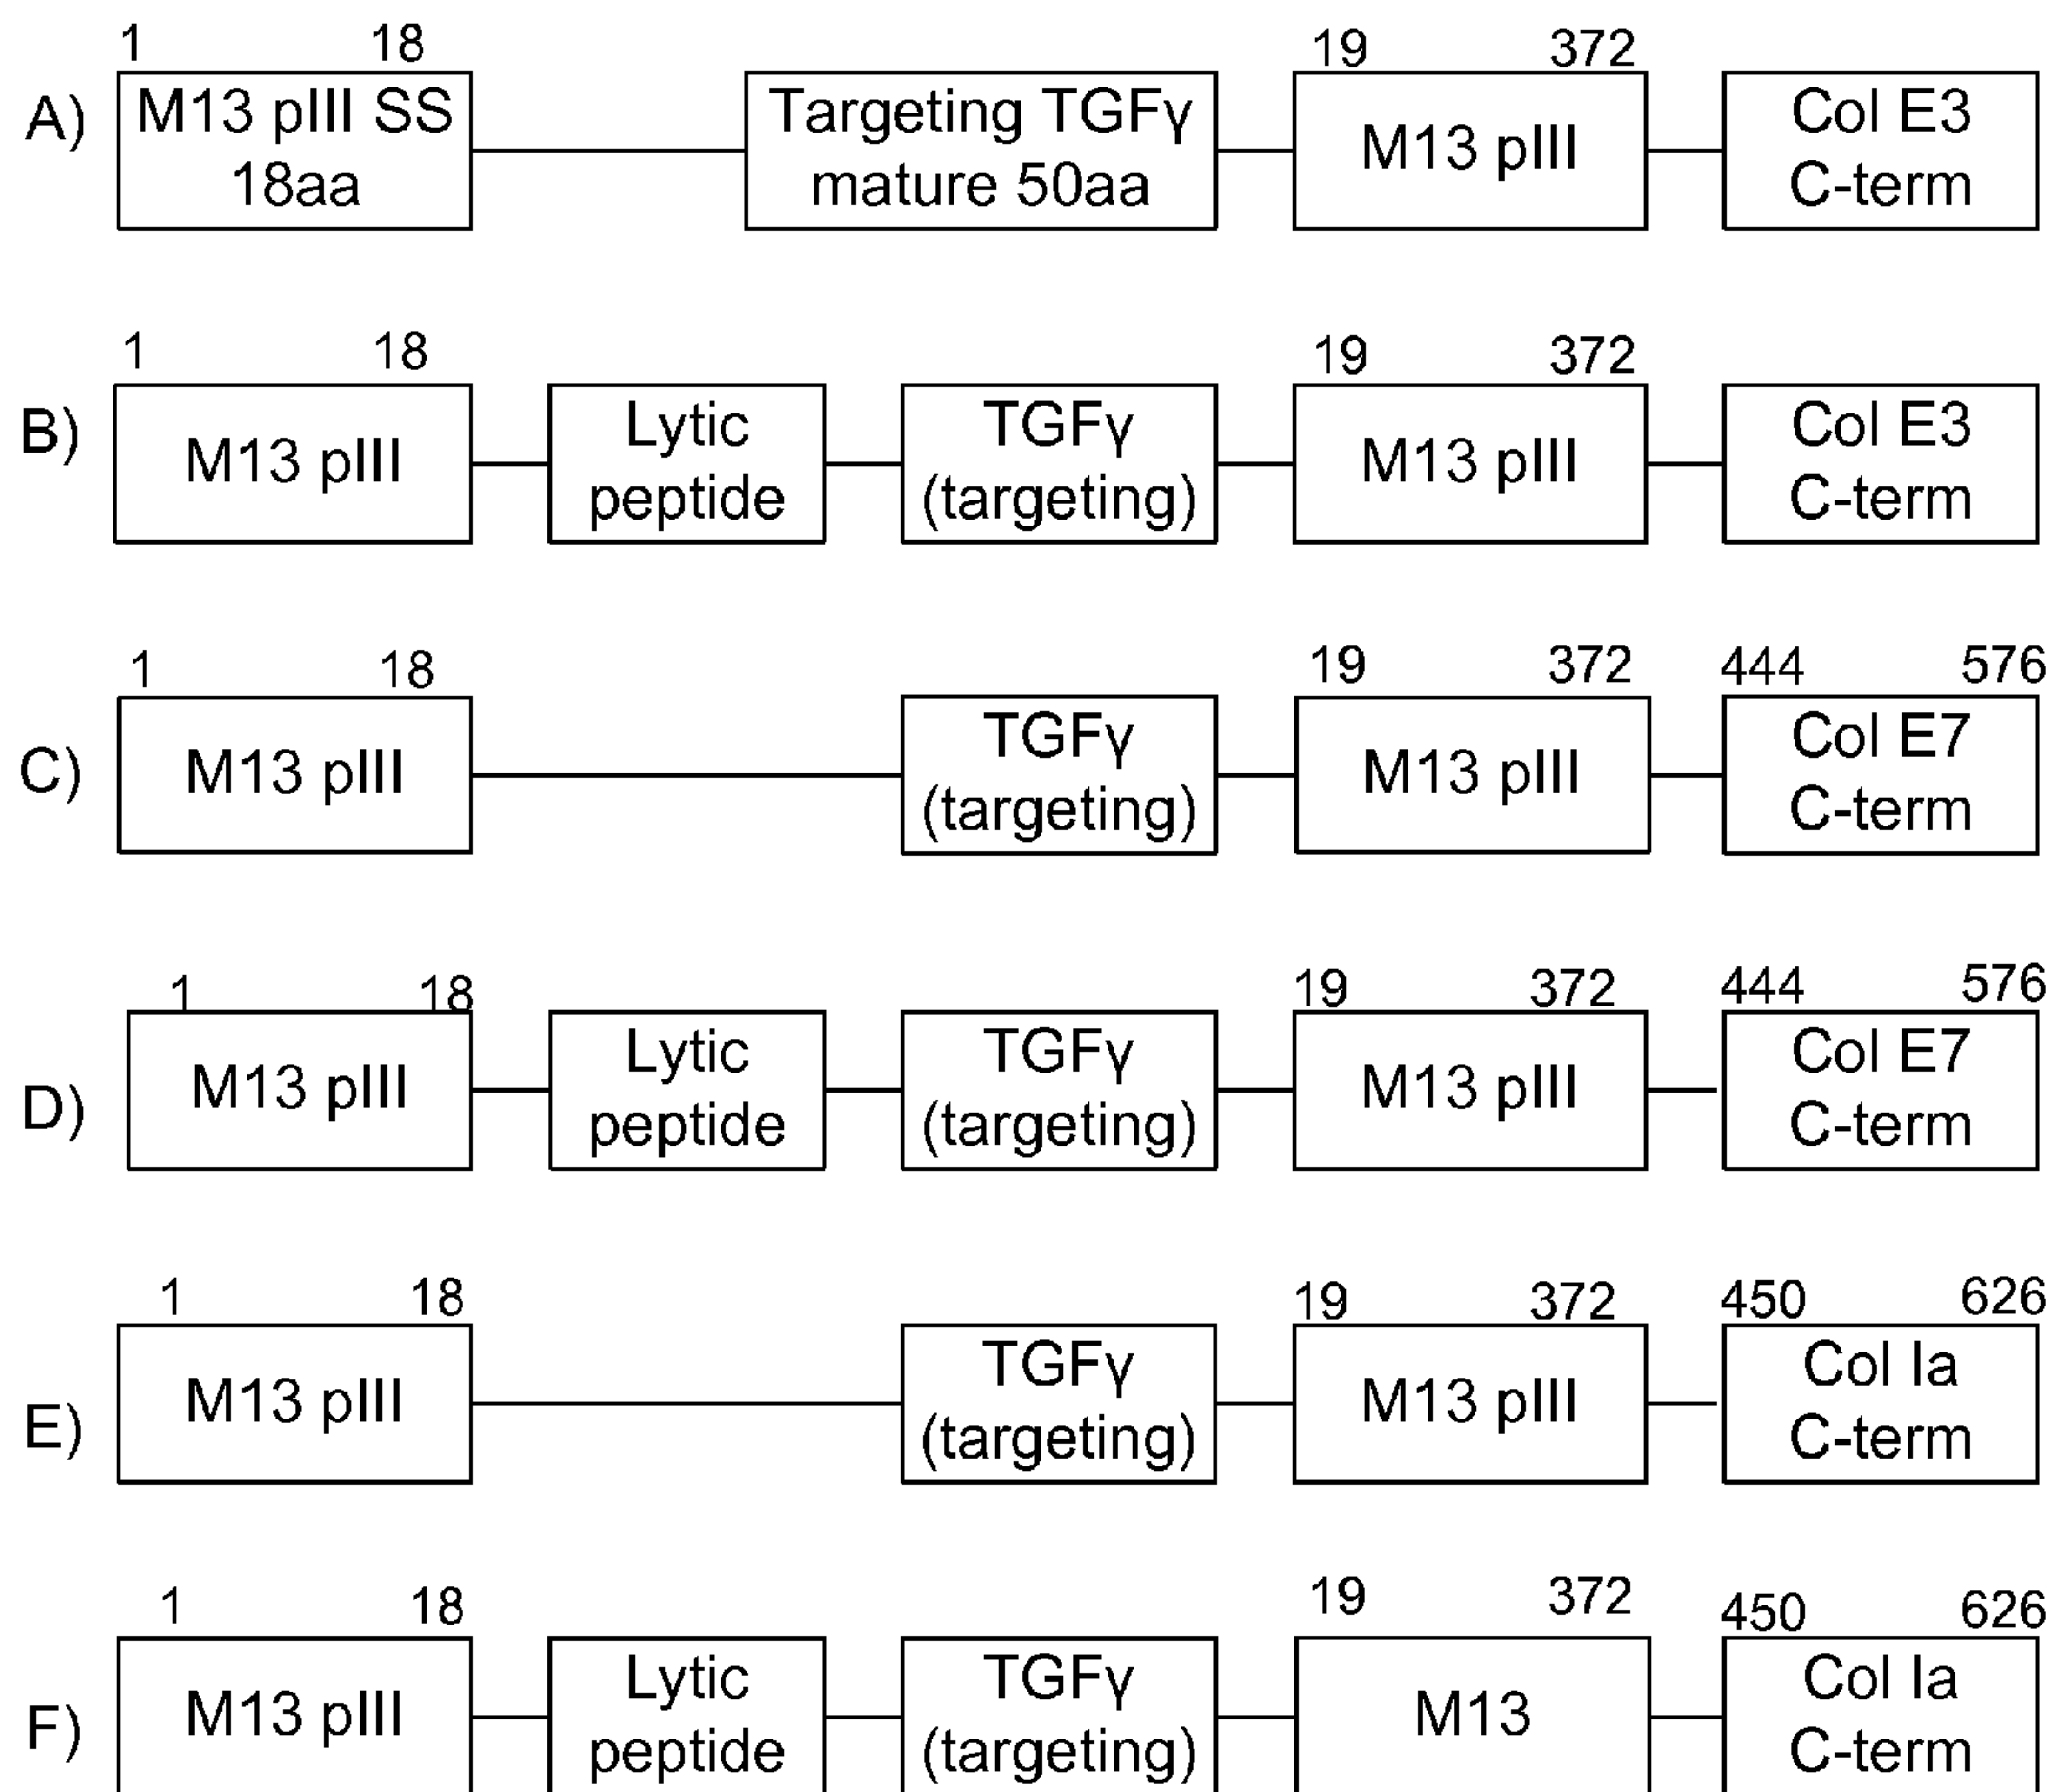 1 18 19 372
A) M13 pIII SS Targeting TGFγ M13 pIII Col E3
18aa mature 50aa C-term
1 18 19 372
B) M13 pIII Lytic TGFγ M13 pIII Col E3
peptide (targeting) C-term
1 18 19 372 444 576
C) M13 pIII TGFγ M13 pIII Col E7
(targeting) C-term
1 18 19 372 444 576
D) M13 pIII Lytic TGFγ M13 pIII Col E7
peptide (targeting) C-term
1 18 19 372 450 626
E) M13 pIII TGFγ M13 pIII Col Ia
(targeting) C-term
1 18 19 372 450 626
F) M13 pIII Lytic TGFγ M13 Col Ia
peptide (targeting) C-term